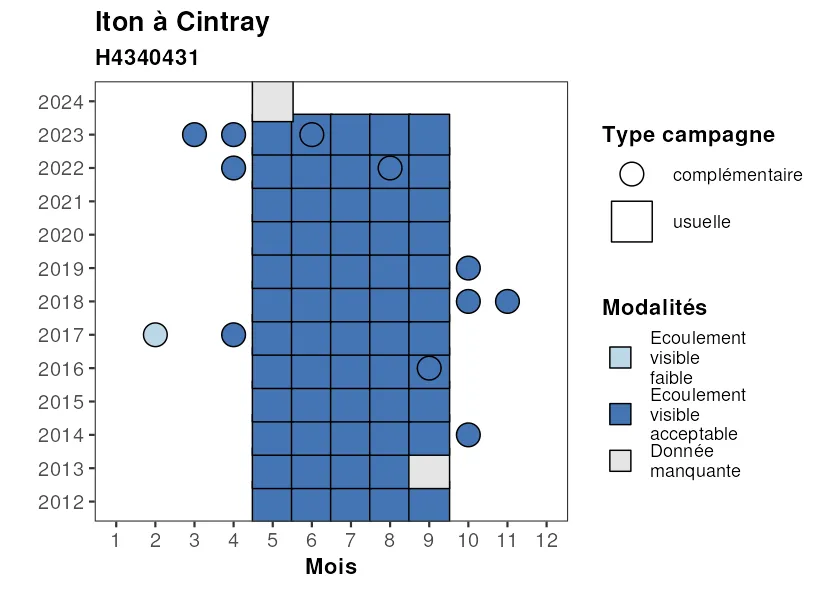 Iton à Cintray
H4340431
2024
2023
2022
2021
2020
2019
2018
2017
2016
2015
2014
2013
2012
1 2 3 4 5 6 7 8 9 10 11 12
Mois
Type campagne
complémentaire
usuelle
Modalités
Ecoulement
visible
faible
Ecoulement
visible
acceptable
Donnée
manquante